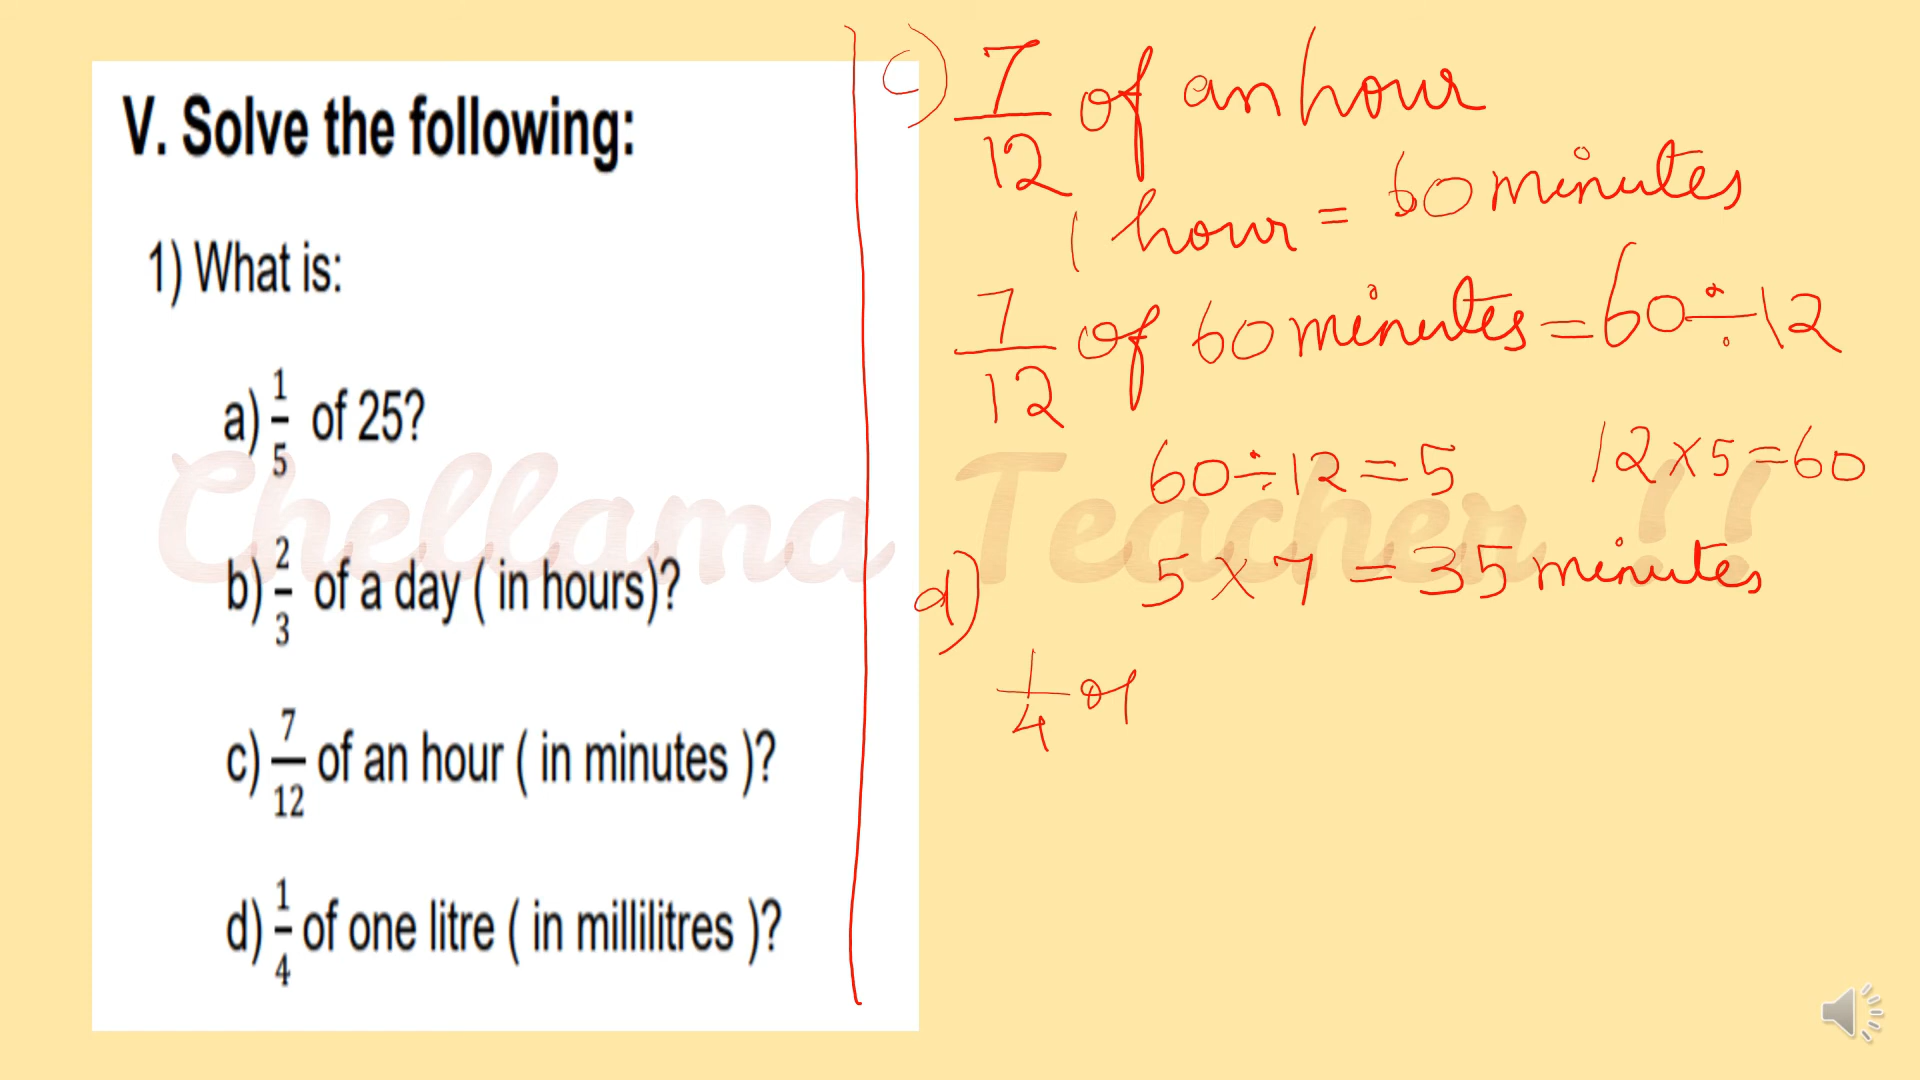 V. Solve the following:
1) What is:
a) 1/5 of 25?
b) 2/3 of a day ( in hours)?
c) 7/12 of an hour ( in minutes )?
d) 1/4 of one litre ( in millilitres )?
Chellama Teacher !!
c) 7/12 of an hour
1 hour = 60 minutes
7/12 of 60 minutes = 60 ÷ 12
60 ÷ 12 = 5 12 × 5 = 60
5 × 7 = 35 minutes
d)
1/4 of